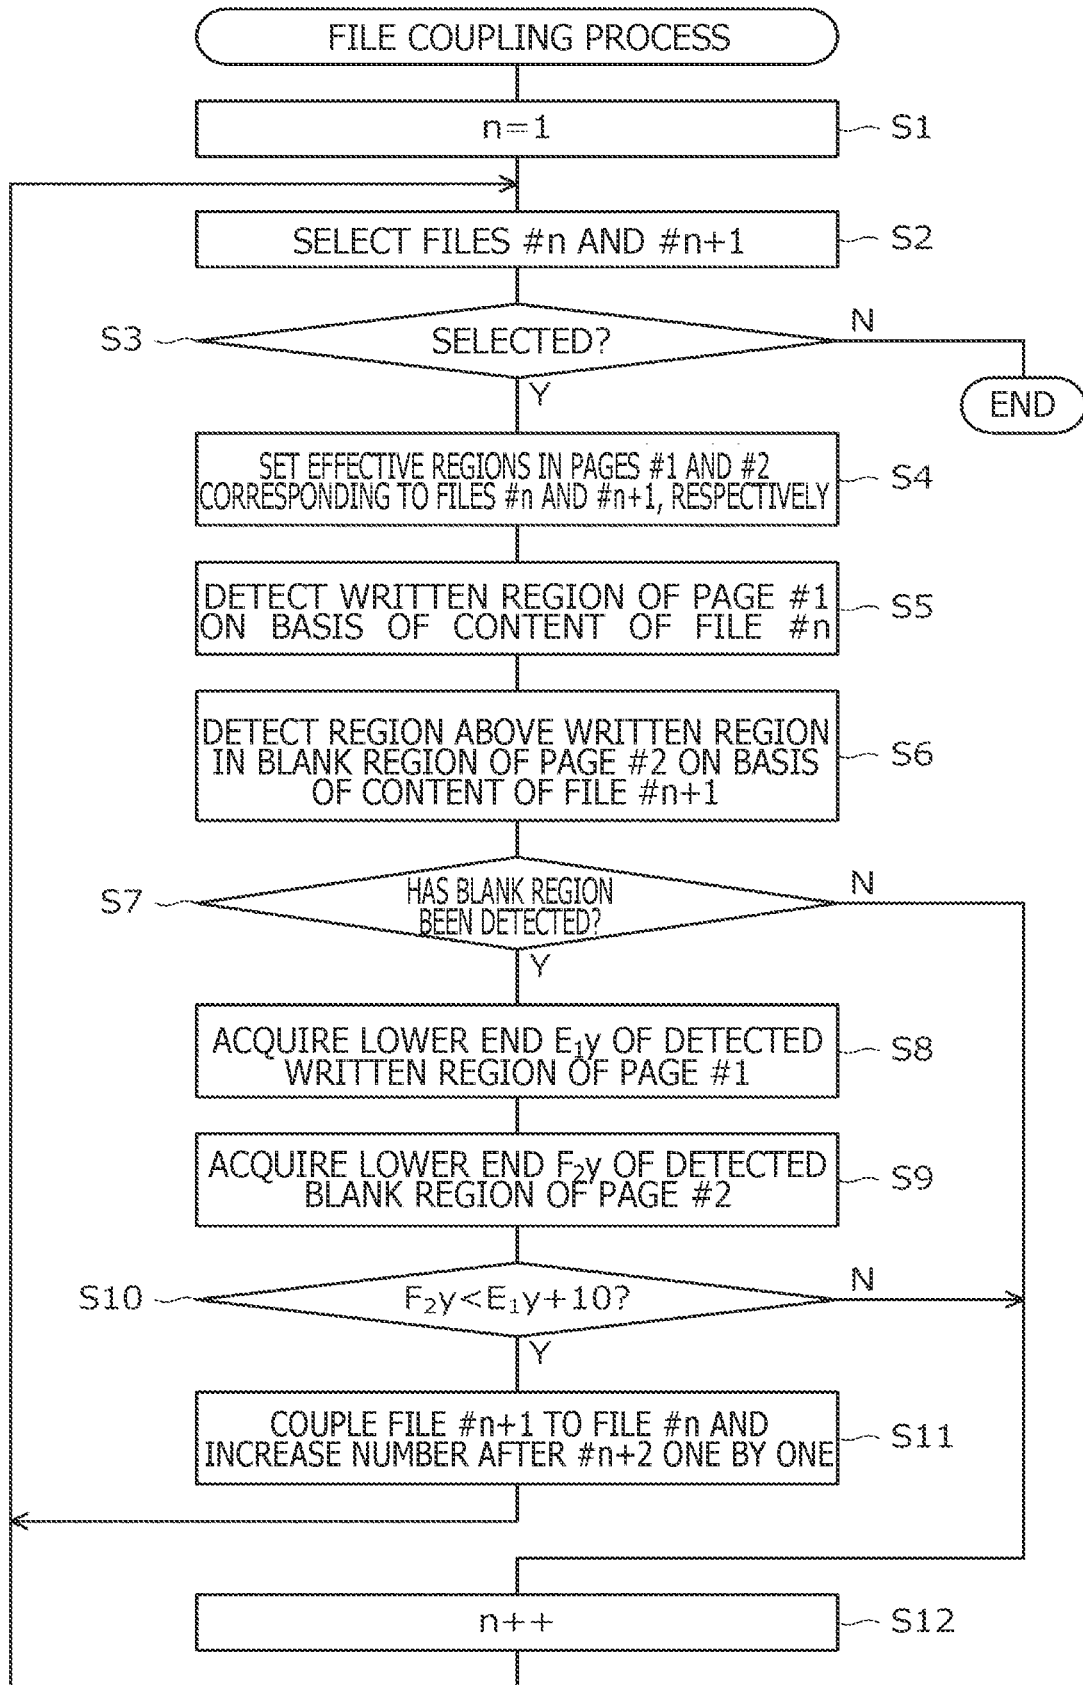 FILE COUPLING PROCESS
n=1
S1
SELECT FILES #n AND #n+1
S2
S3
SELECTED?
N
Y
END
SET EFFECTIVE REGIONS IN PAGES #1 AND #2
CORRESPONDING TO FILES #n AND #n+1, RESPECTIVELY
S4
DETECT WRITTEN REGION OF PAGE #1
ON BASIS OF CONTENT OF FILE #n
S5
DETECT REGION ABOVE WRITTEN REGION
IN BLANK REGION OF PAGE #2 ON BASIS
OF CONTENT OF FILE #n+1
S6
S7
HAS BLANK REGION
BEEN DETECTED?
N
Y
ACQUIRE LOWER END E₁y OF DETECTED
WRITTEN REGION OF PAGE #1
S8
ACQUIRE LOWER END F₂y OF DETECTED
BLANK REGION OF PAGE #2
S9
S10
F₂y<E₁y+10?
N
Y
COUPLE FILE #n+1 TO FILE #n AND
INCREASE NUMBER AFTER #n+2 ONE BY ONE
S11
n++
S12